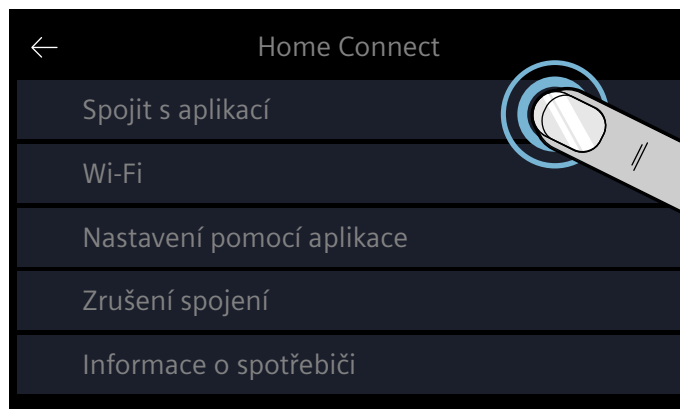 Home Connect
Spojit s aplikací
Wi-Fi
Nastavení pomocí aplikace
Zrušení spojení
Informace o spotřebiči